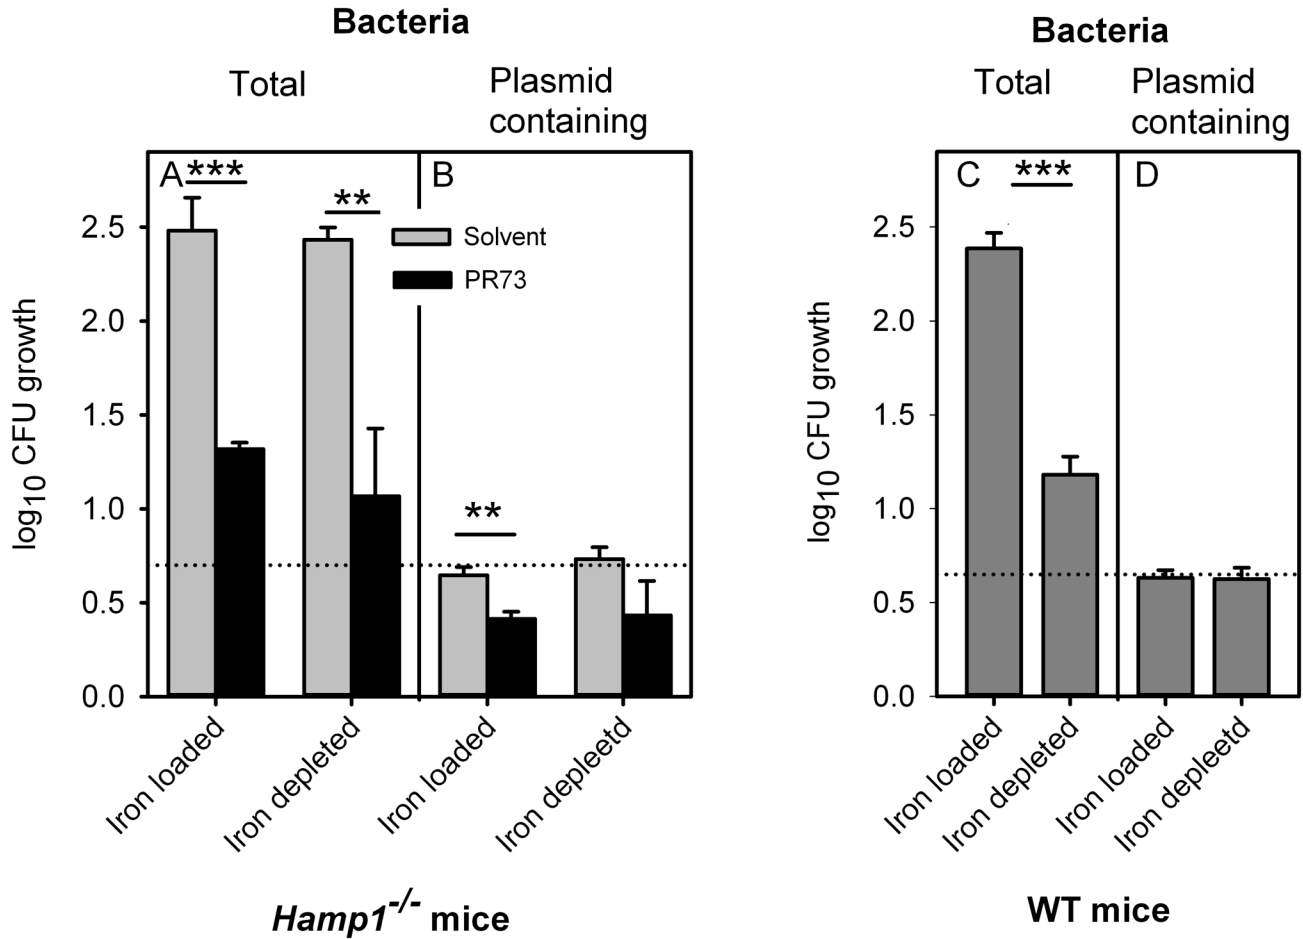 Bacteria
Total
Plasmid
containing
A
***
**
B
Solvent
PR73
**
log10 CFU growth
2.5
2.0
1.5
1.0
0.5
0.0
Iron loaded
Iron depleted
Iron loaded
Iron depleetd
Hamp1-/- mice
Bacteria
Total
Plasmid
containing
C
***
D
log10 CFU growth
2.5
2.0
1.5
1.0
0.5
0.0
Iron loaded
Iron depleted
Iron loaded
Iron depleetd
WT mice